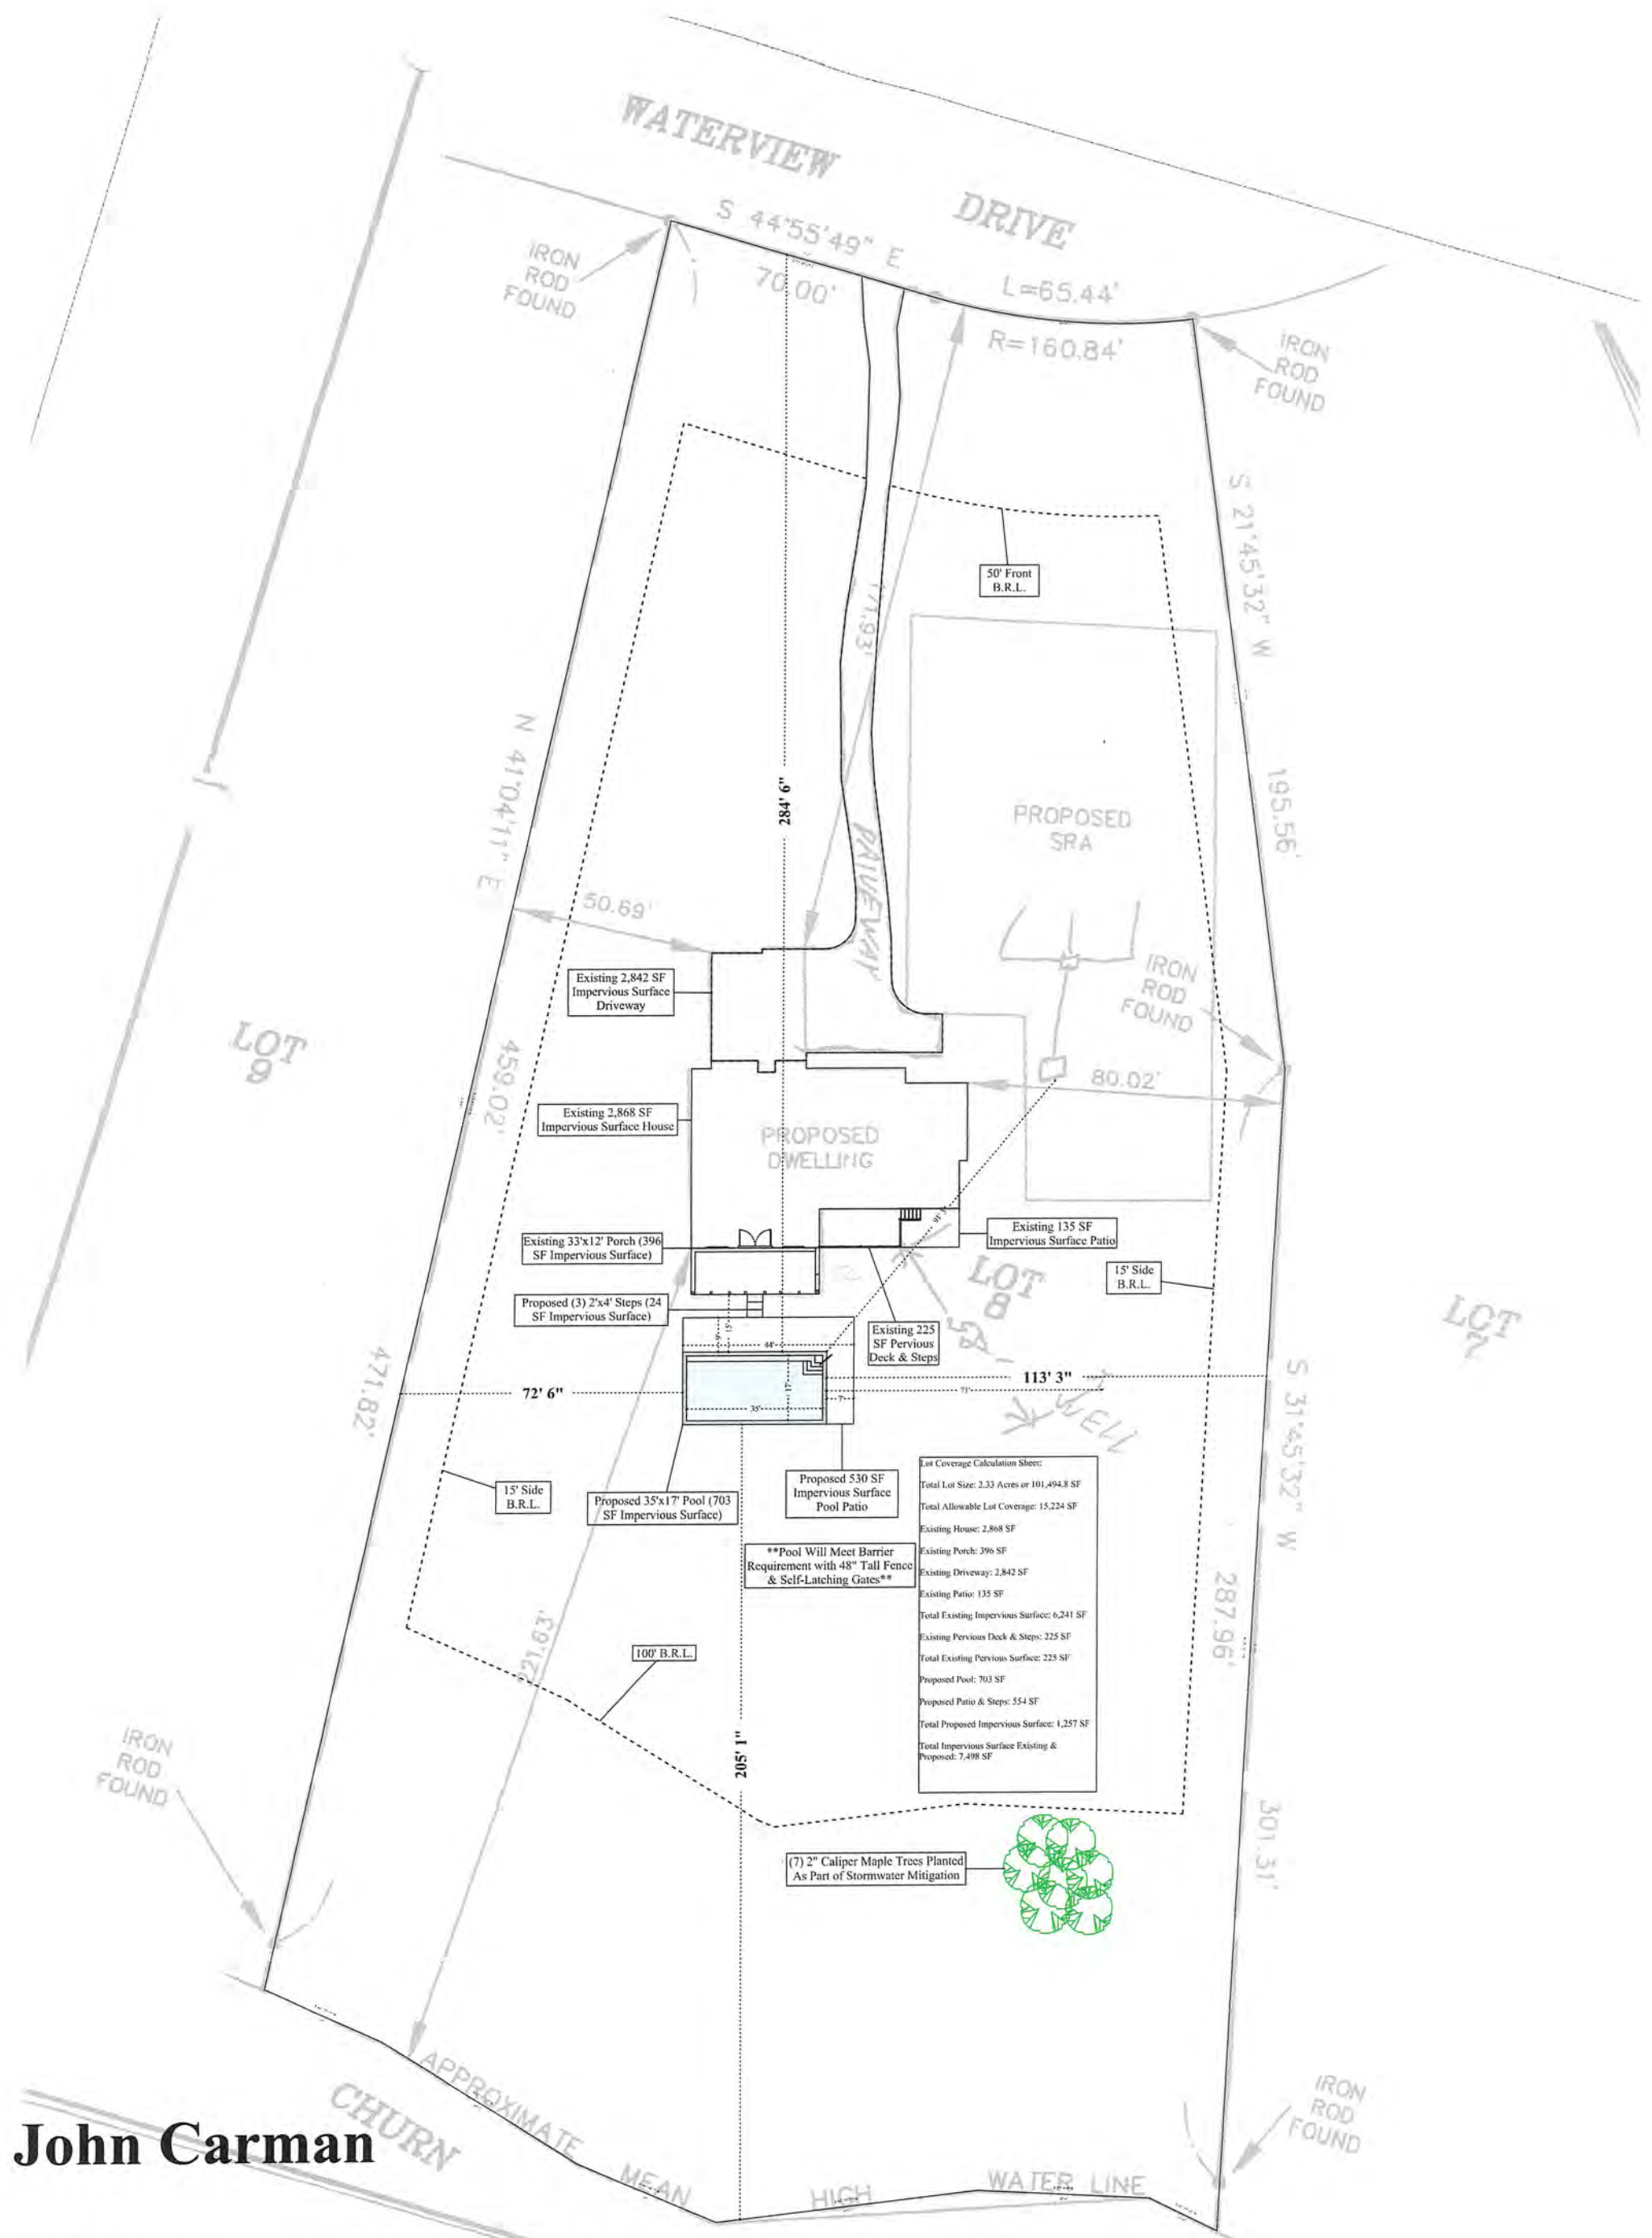 WATERVIEW
DRIVE
S 44°55'49" E
70.00'
L=65.44'
R=160.84'
IRON
ROD
FOUND
IRON
ROD
FOUND
S 21°45'32" W
195.56'
50' Front
B.R.L.
171.93'
284' 6"
N 41°04'11" E
459.02'
471.82'
PROPOSED
SRA
DRIVEWAY
50.69'
IRON
ROD
FOUND
Existing 2,842 SF
Impervious Surface
Driveway
LOT
9
80.02'
Existing 2,868 SF
Impervious Surface House
PROPOSED
DWELLING
Existing 33'x12' Porch (396
SF Impervious Surface)
Existing 135 SF
Impervious Surface Patio
15' Side
B.R.L.
LOT
8
LOT
7
Proposed (3) 2'x4' Steps (24
SF Impervious Surface)
Existing 225
SF Pervious
Deck & Steps
9'
15'
44'
17'
35'
7'
71'
72' 6"
113' 3"
WELL
S 31°45'32" W
287.96'
301.31'
15' Side
B.R.L.
Proposed 35'x17' Pool (703
SF Impervious Surface)
Proposed 530 SF
Impervious Surface
Pool Patio
**Pool Will Meet Barrier
Requirement with 48" Tall Fence
& Self-Latching Gates**
Lot Coverage Calculation Sheet:
Total Lot Size: 2.33 Acres or 101,494.8 SF
Total Allowable Lot Coverage: 15,224 SF
Existing House: 2,868 SF
Existing Porch: 396 SF
Existing Driveway: 2,842 SF
Existing Patio: 135 SF
Total Existing Impervious Surface: 6,241 SF
Existing Pervious Deck & Steps: 225 SF
Total Existing Pervious Surface: 225 SF
Proposed Pool: 703 SF
Proposed Patio & Steps: 554 SF
Total Proposed Impervious Surface: 1,257 SF
Total Impervious Surface Existing &
Proposed: 7,498 SF
221.63'
100' B.R.L.
205' 1"
IRON
ROD
FOUND
(7) 2" Caliper Maple Trees Planted
As Part of Stormwater Mitigation
IRON
ROD
FOUND
APPROXIMATE MEAN HIGH WATER LINE
CHURN
John Carman